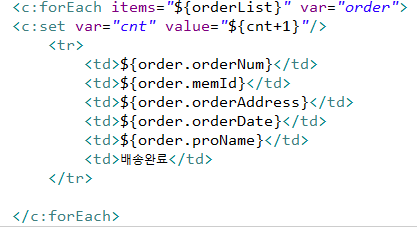 <c:forEach items="${orderList}" var="order">
<c:set var="cnt" value="${cnt+1}"/>
<tr>
<td>${order.orderNum}</td>
<td>${order.memId}</td>
<td>${order.orderAddress}</td>
<td>${order.orderDate}</td>
<td>${order.proName}</td>
<td>배송완료</td>
</tr>
</c:forEach>